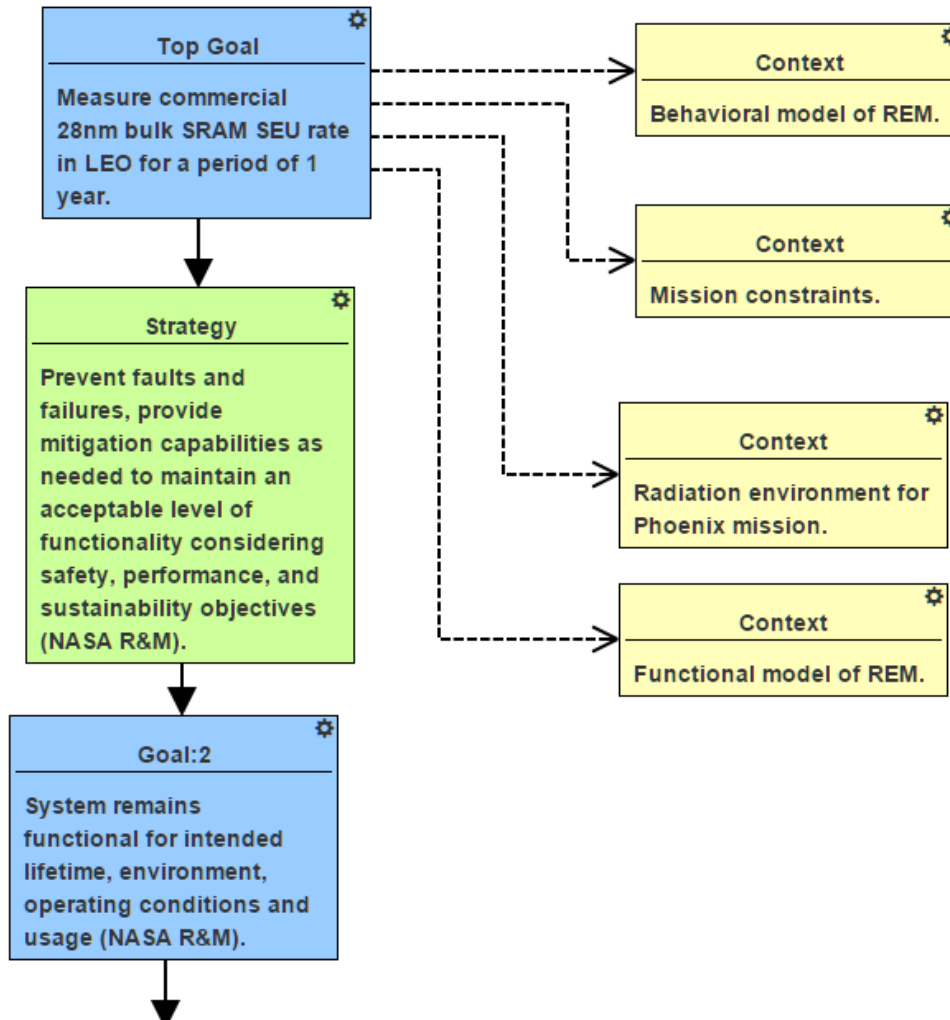 Top Goal
Measure commercial
28nm bulk SRAM SEU rate
in LEO for a period of 1
year.
Context
Behavioral model of REM.
Context
Mission constraints.
Strategy
Prevent faults and
failures, provide
mitigation capabilities as
needed to maintain an
acceptable level of
functionality considering
safety, performance, and
sustainability objectives
(NASA R&M).
Context
Radiation environment for
Phoenix mission.
Context
Functional model of REM.
Goal:2
System remains
functional for intended
lifetime, environment,
operating conditions and
usage (NASA R&M).